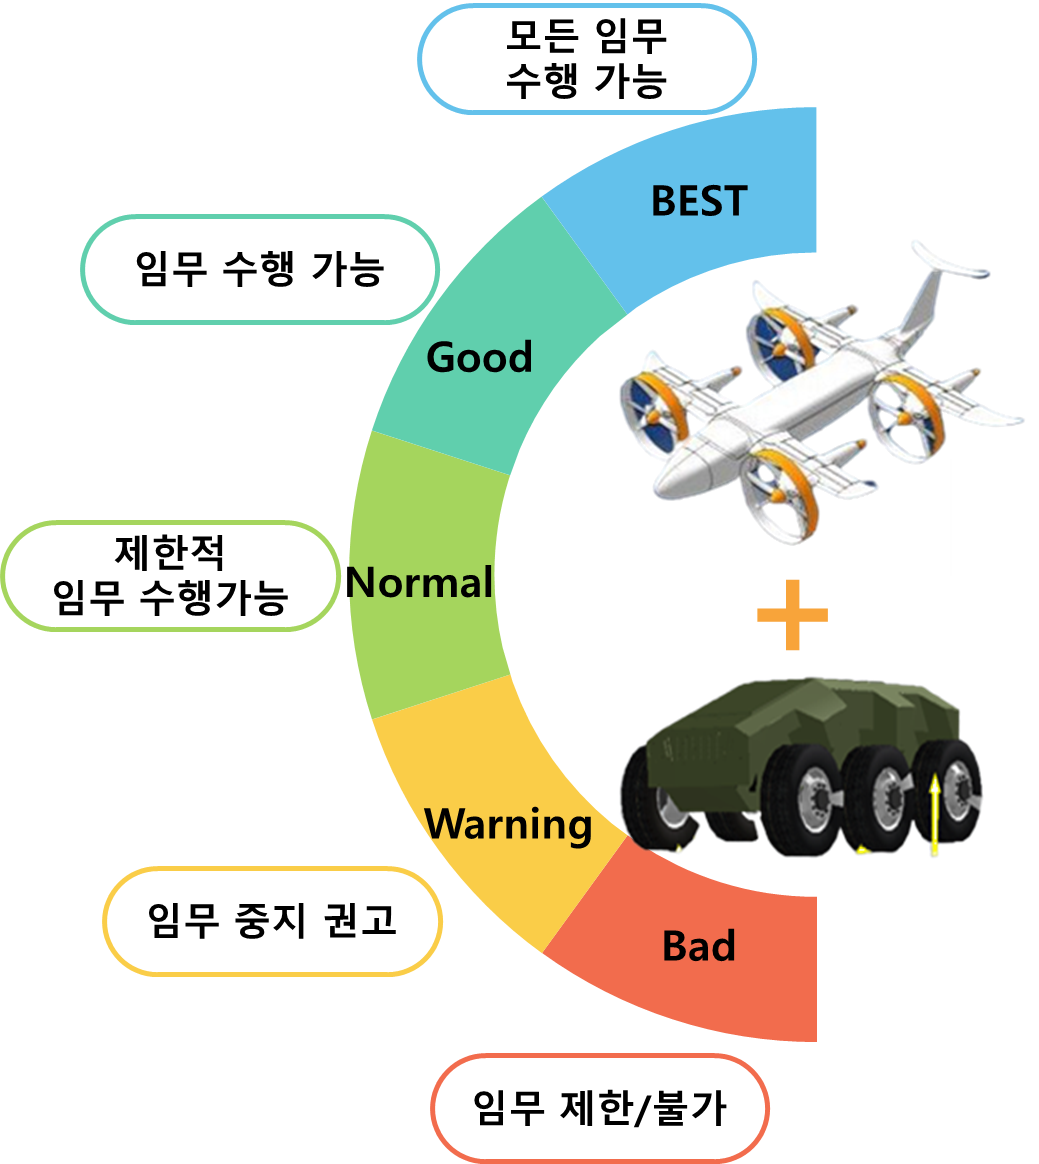 모든 임무
수행 가능
BEST
임무 수행 가능
Good
제한적
임무 수행가능
Normal
Warning
임무 중지 권고
Bad
임무 제한/불가